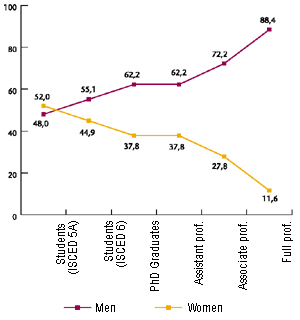 100
88,4
80
72,2
62,2
62,2
60
55,1
52,0
48,0
44,9
40
37,8
37,8
27,8
20
11,6
0
Students
(ISCED 5A)
Students
(ISCED 6)
PhD Graduates
Assistant prof.
Associate prof.
Full prof.
Men
Women